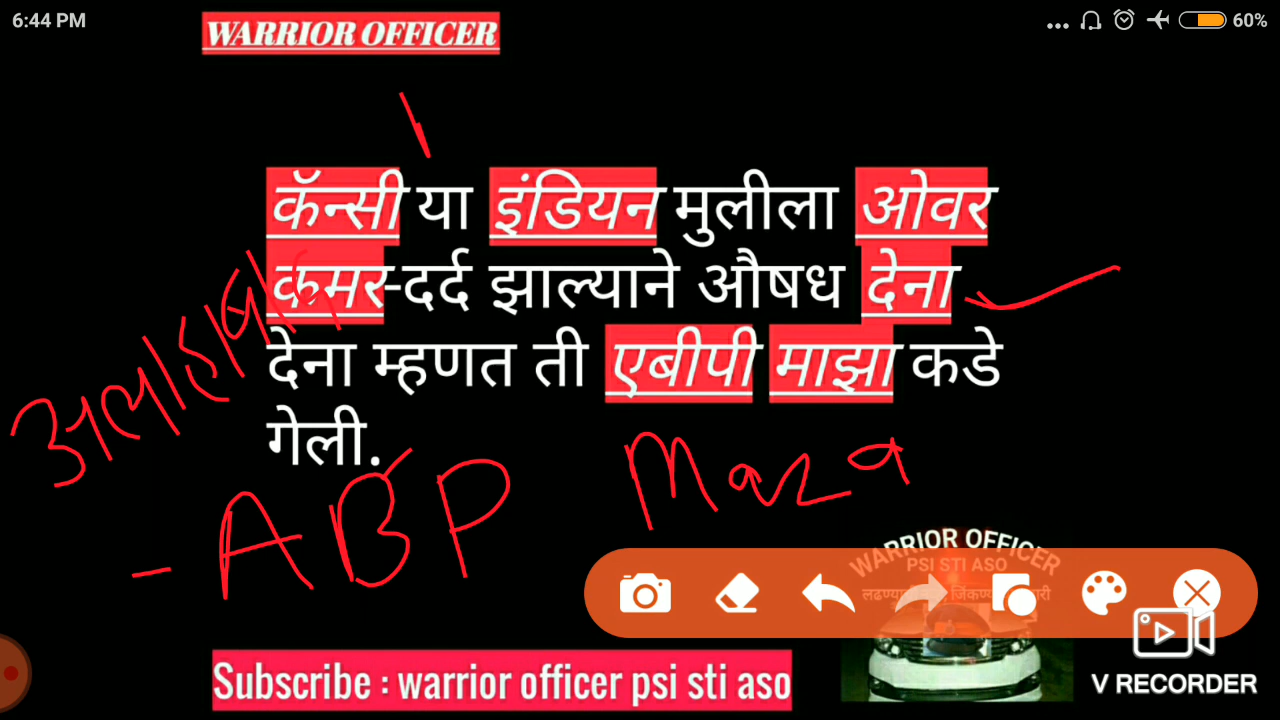 6:44 PM
60%
WARRIOR OFFICER
कॅन्सी या इंडियन मुलीला ओवर
कमर-दर्द झाल्याने औषध देना
देना म्हणत ती एबीपी माझा कडे
गेली.
- ABP Maza
WARRIOR OFFICER
PSI STI ASO
Subscribe : warrior officer psi sti aso
V RECORDER